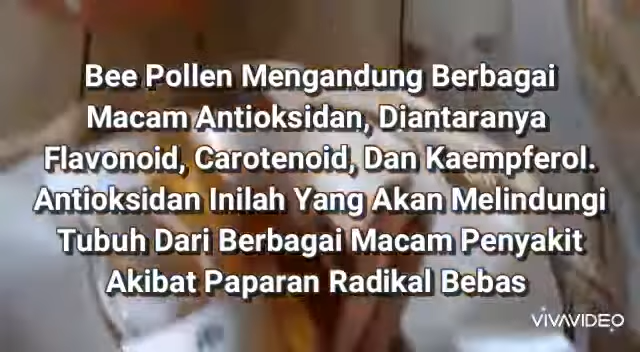 Bee Pollen Mengandung Berbagai
Macam Antioksidan, Diantaranya
Flavonoid, Carotenoid, Dan Kaempferol.
Antioksidan Inilah Yang Akan Melindungi
Tubuh Dari Berbagai Macam Penyakit
Akibat Paparan Radikal Bebas
VIVAVIDEO